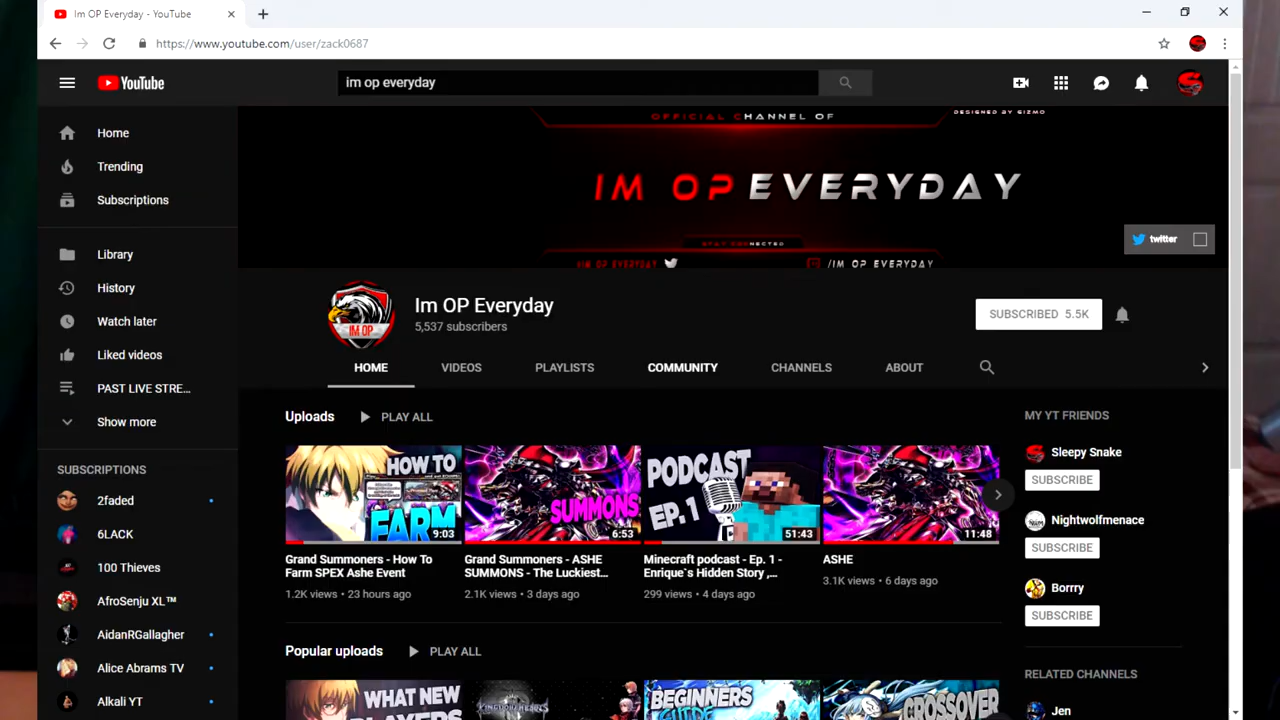 Im OP Everyday - YouTube
https://www.youtube.com/user/zack0687
YouTube
im op everyday
Home
Trending
Subscriptions
Library
History
Watch later
Liked videos
PAST LIVE STRE...
Show more
SUBSCRIPTIONS
2faded
6LACK
100 Thieves
AfroSenju XL™
AidanRGallagher
Alice Abrams TV
Alkali YT
OFFICIAL CHANNEL OF
DESIGNED BY GIZMO
IM OP EVERYDAY
STAY CONNECTED
IM OP EVERYDAY
/IM OP EVERYDAY
twitter
IM OP
Im OP Everyday
5,537 subscribers
SUBSCRIBED 5.5K
HOME
VIDEOS
PLAYLISTS
COMMUNITY
CHANNELS
ABOUT
Uploads
PLAY ALL
HOW TO
FARM
9:03
Grand Summoners - How To
Farm SPEX Ashe Event
1.2K views • 23 hours ago
SUMMONS
6:53
Grand Summoners - ASHE
SUMMONS - The Luckiest...
2.1K views • 3 days ago
PODCAST
EP. 1
51:43
Minecraft podcast - Ep. 1 -
Enrique`s Hidden Story ,...
299 views • 4 days ago
11:48
ASHE
3.1K views • 6 days ago
Popular uploads
PLAY ALL
WHAT NEW
PLAYERS
KINGDOM HEARTS
BEGINNERS
GUIDE
CROSSOVER
MY YT FRIENDS
Sleepy Snake
SUBSCRIBE
Nightwolfmenace
SUBSCRIBE
Borrry
SUBSCRIBE
RELATED CHANNELS
Jen